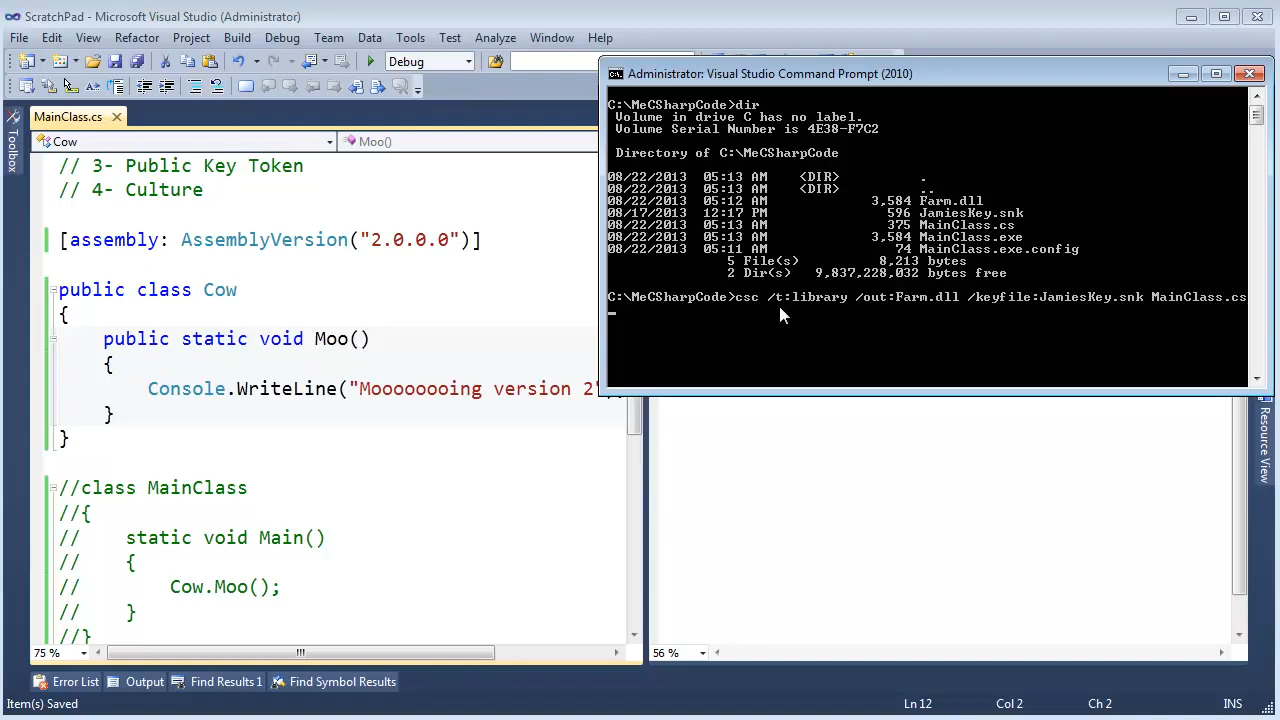 ScratchPad - Microsoft Visual Studio (Administrator)
File Edit View Refactor Project Build Debug Team Data Tools Test Analyze Window Help
Debug
MainClass.cs
Cow
Moo()
Toolbox
// 3- Public Key Token
// 4- Culture
[assembly: AssemblyVersion("2.0.0.0")]
public class Cow
{
public static void Moo()
{
Console.WriteLine("Moooooooing version 2"
}
}
//class MainClass
//{
// static void Main()
// {
// Cow.Moo();
// }
//}
75 %
Administrator: Visual Studio Command Prompt (2010)
C:\MeCSharpCode>dir
Volume in drive C has no label.
Volume Serial Number is 4E38-F7C2
Directory of C:\MeCSharpCode
08/22/2013 05:13 AM <DIR> .
08/22/2013 05:13 AM <DIR> ..
08/22/2013 05:12 AM 3,584 Farm.dll
08/17/2013 12:17 PM 596 JamiesKey.snk
08/22/2013 05:13 AM 375 MainClass.cs
08/22/2013 05:13 AM 3,584 MainClass.exe
08/22/2013 05:11 AM 74 MainClass.exe.config
5 File(s) 8,213 bytes
2 Dir(s) 9,837,228,032 bytes free
C:\MeCSharpCode>csc /t:library /out:Farm.dll /keyfile:JamiesKey.snk MainClass.cs
Resource View
56 %
Error List Output Find Results 1 Find Symbol Results
Item(s) Saved Ln 12 Col 2 Ch 2 INS